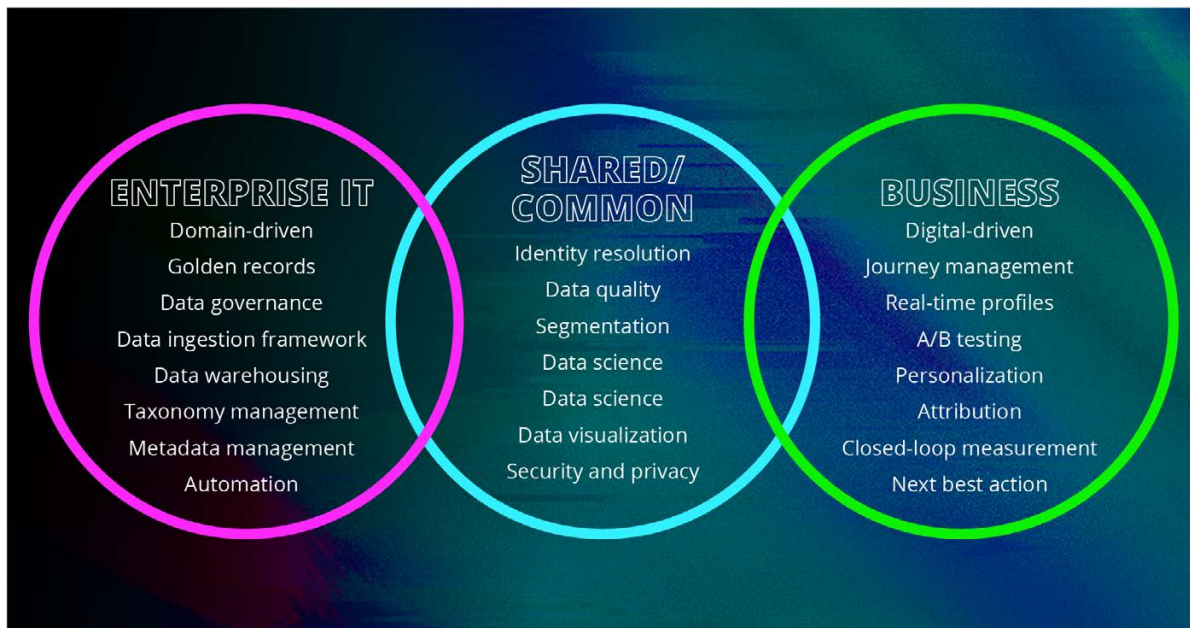 ENTERPRISE IT
Domain-driven
Golden records
Data governance
Data ingestion framework
Data warehousing
Taxonomy management
Metadata management
Automation
SHARED/
COMMON
Identity resolution
Data quality
Segmentation
Data science
Data science
Data visualization
Security and privacy
BUSINESS
Digital-driven
Journey management
Real-time profiles
A/B testing
Personalization
Attribution
Closed-loop measurement
Next best action